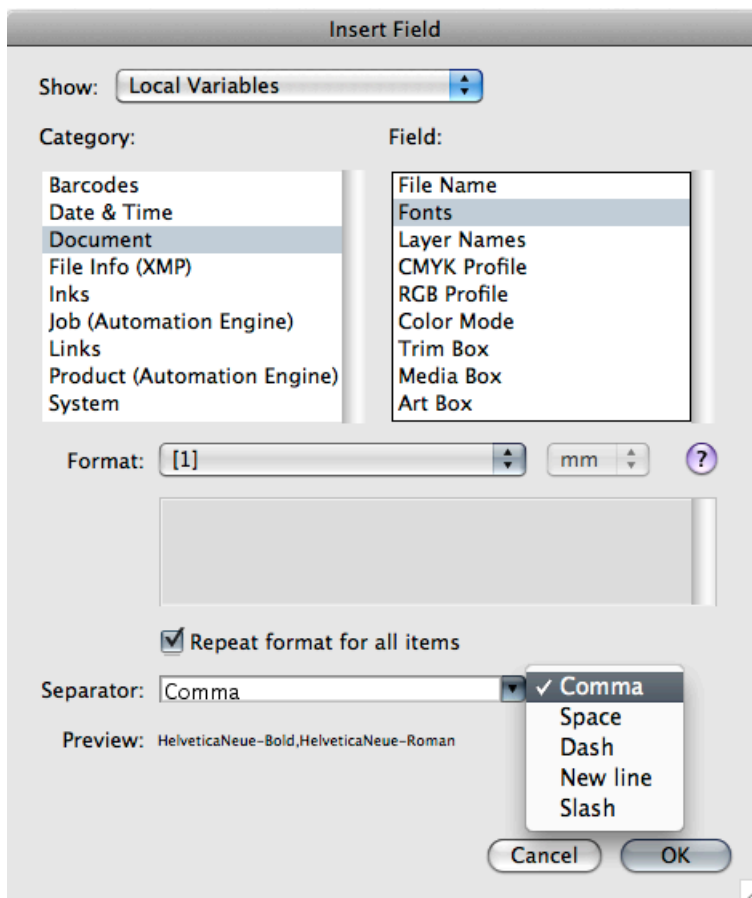 Insert Field
Show: Local Variables
Category: Field:
Barcodes
Date & Time
Document
File Info (XMP)
Inks
Job (Automation Engine)
Links
Product (Automation Engine)
System
File Name
Fonts
Layer Names
CMYK Profile
RGB Profile
Color Mode
Trim Box
Media Box
Art Box
Format: [1] mm ?
Repeat format for all items
Separator: Comma
✓ Comma
Space
Dash
New line
Slash
Preview: HelveticaNeue-Bold,HelveticaNeue-Roman
Cancel OK